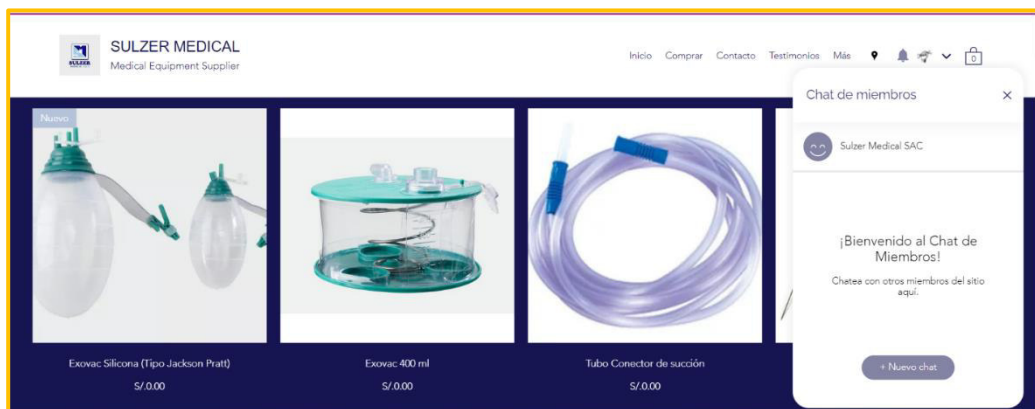 SULZER
SULZER MEDICAL
Medical Equipment Supplier
Inicio Comprar Contacto Testimonios Más 0
Chat de miembros
Sulzer Medical SAC
¡Bienvenido al Chat de
Miembros!
Chatea con otros miembros del sitio
aquí.
+ Nuevo chat
Nuevo
Exovac Silicona (Tipo Jackson Pratt)
S/.0.00
Exovac 400 ml
S/.0.00
Tubo Conector de succión
S/.0.00